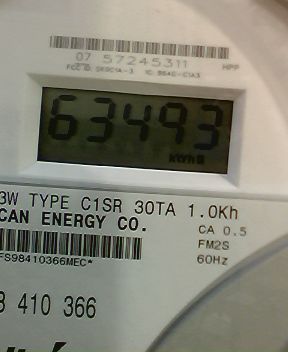 07 57245311
HPP
63493
kWh
3W TYPE C1SR 30TA 1.0Kh
CAN ENERGY CO.
CA 0.5
FM2S
60Hz
FS98410366MEC*
410 366